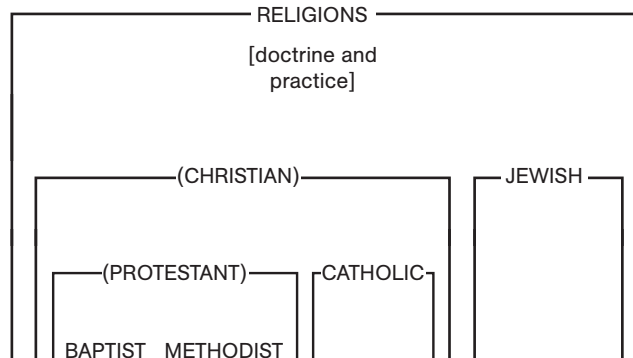 RELIGIONS
[doctrine and
practice]
(CHRISTIAN)
JEWISH
(PROTESTANT)
CATHOLIC
BAPTIST METHODIST